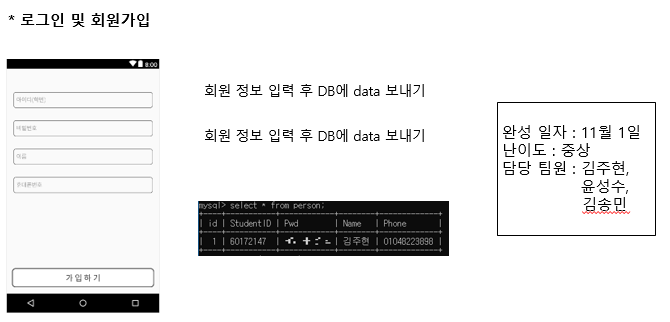 * 로그인 및 회원가입
8:00
아이디(학번)
비밀번호
이름
휴대폰번호
가입하기
회원 정보 입력 후 DB에 data 보내기
회원 정보 입력 후 DB에 data 보내기
mysql> select * from person;
| id | StudentID | Pwd | Name | Phone |
| 1 | 60172147 | | 김주현 | 01048223898 |
완성 일자 : 11월 1일
난이도 : 중상
담당 팀원 : 김주현,
윤성수,
김송민